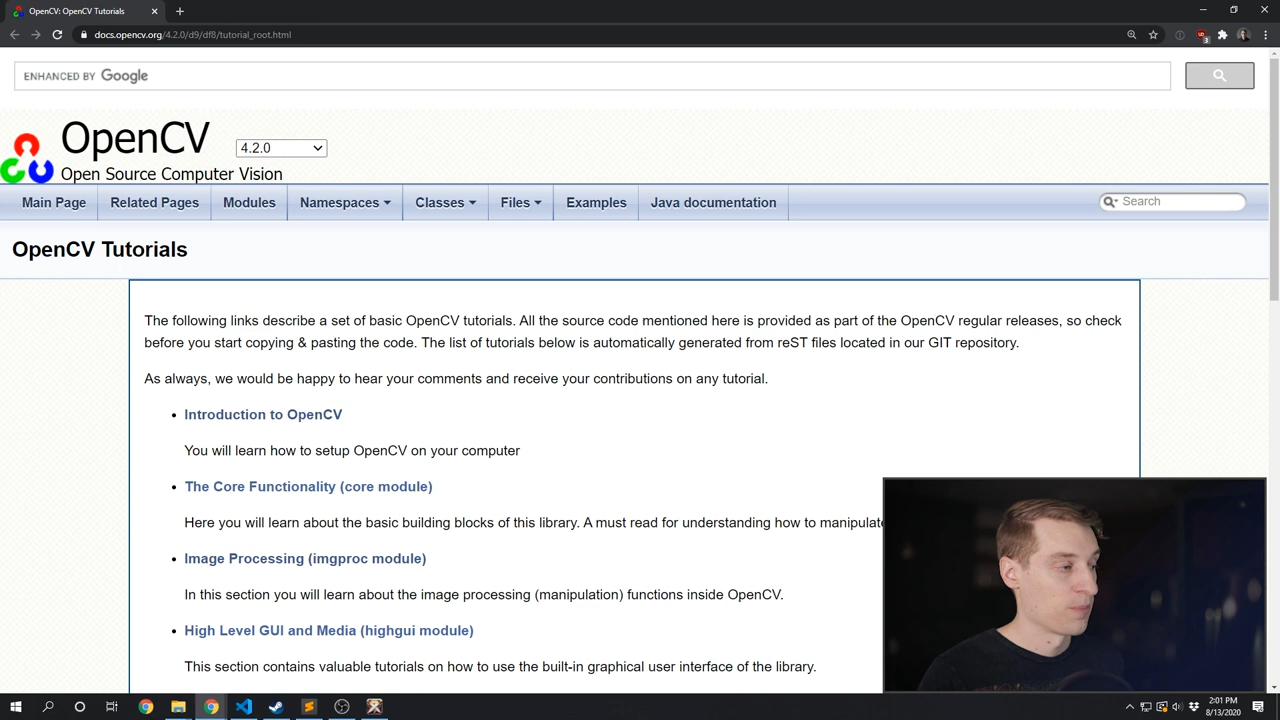 OpenCV: OpenCV Tutorials
docs.opencv.org/4.2.0/d9/df8/tutorial_root.html
ENHANCED BY Google
OpenCV 4.2.0
Open Source Computer Vision
Main Page Related Pages Modules Namespaces Classes Files Examples Java documentation Search
OpenCV Tutorials
The following links describe a set of basic OpenCV tutorials. All the source code mentioned here is provided as part of the OpenCV regular releases, so check
before you start copying & pasting the code. The list of tutorials below is automatically generated from reST files located in our GIT repository.
As always, we would be happy to hear your comments and receive your contributions on any tutorial.
• Introduction to OpenCV
You will learn how to setup OpenCV on your computer
• The Core Functionality (core module)
Here you will learn about the basic building blocks of this library. A must read for understanding how to manipulate
• Image Processing (imgproc module)
In this section you will learn about the image processing (manipulation) functions inside OpenCV.
• High Level GUI and Media (highgui module)
This section contains valuable tutorials on how to use the built-in graphical user interface of the library.
2:01 PM
8/13/2020